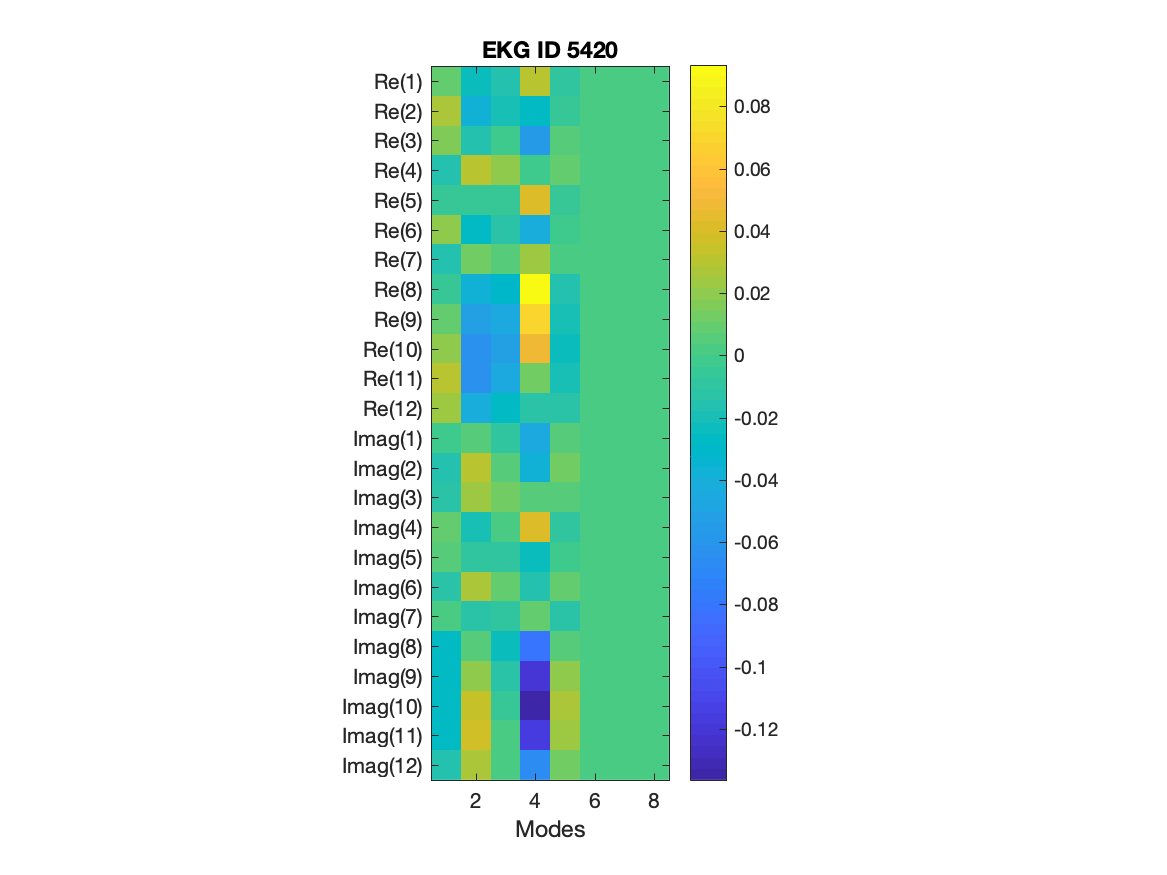 EKG ID 5420
Re(1)
Re(2)
Re(3)
Re(4)
Re(5)
Re(6)
Re(7)
Re(8)
Re(9)
Re(10)
Re(11)
Re(12)
Imag(1)
Imag(2)
Imag(3)
Imag(4)
Imag(5)
Imag(6)
Imag(7)
Imag(8)
Imag(9)
Imag(10)
Imag(11)
Imag(12)
2 4 6 8
Modes
0.08
0.06
0.04
0.02
0
-0.02
-0.04
-0.06
-0.08
-0.1
-0.12